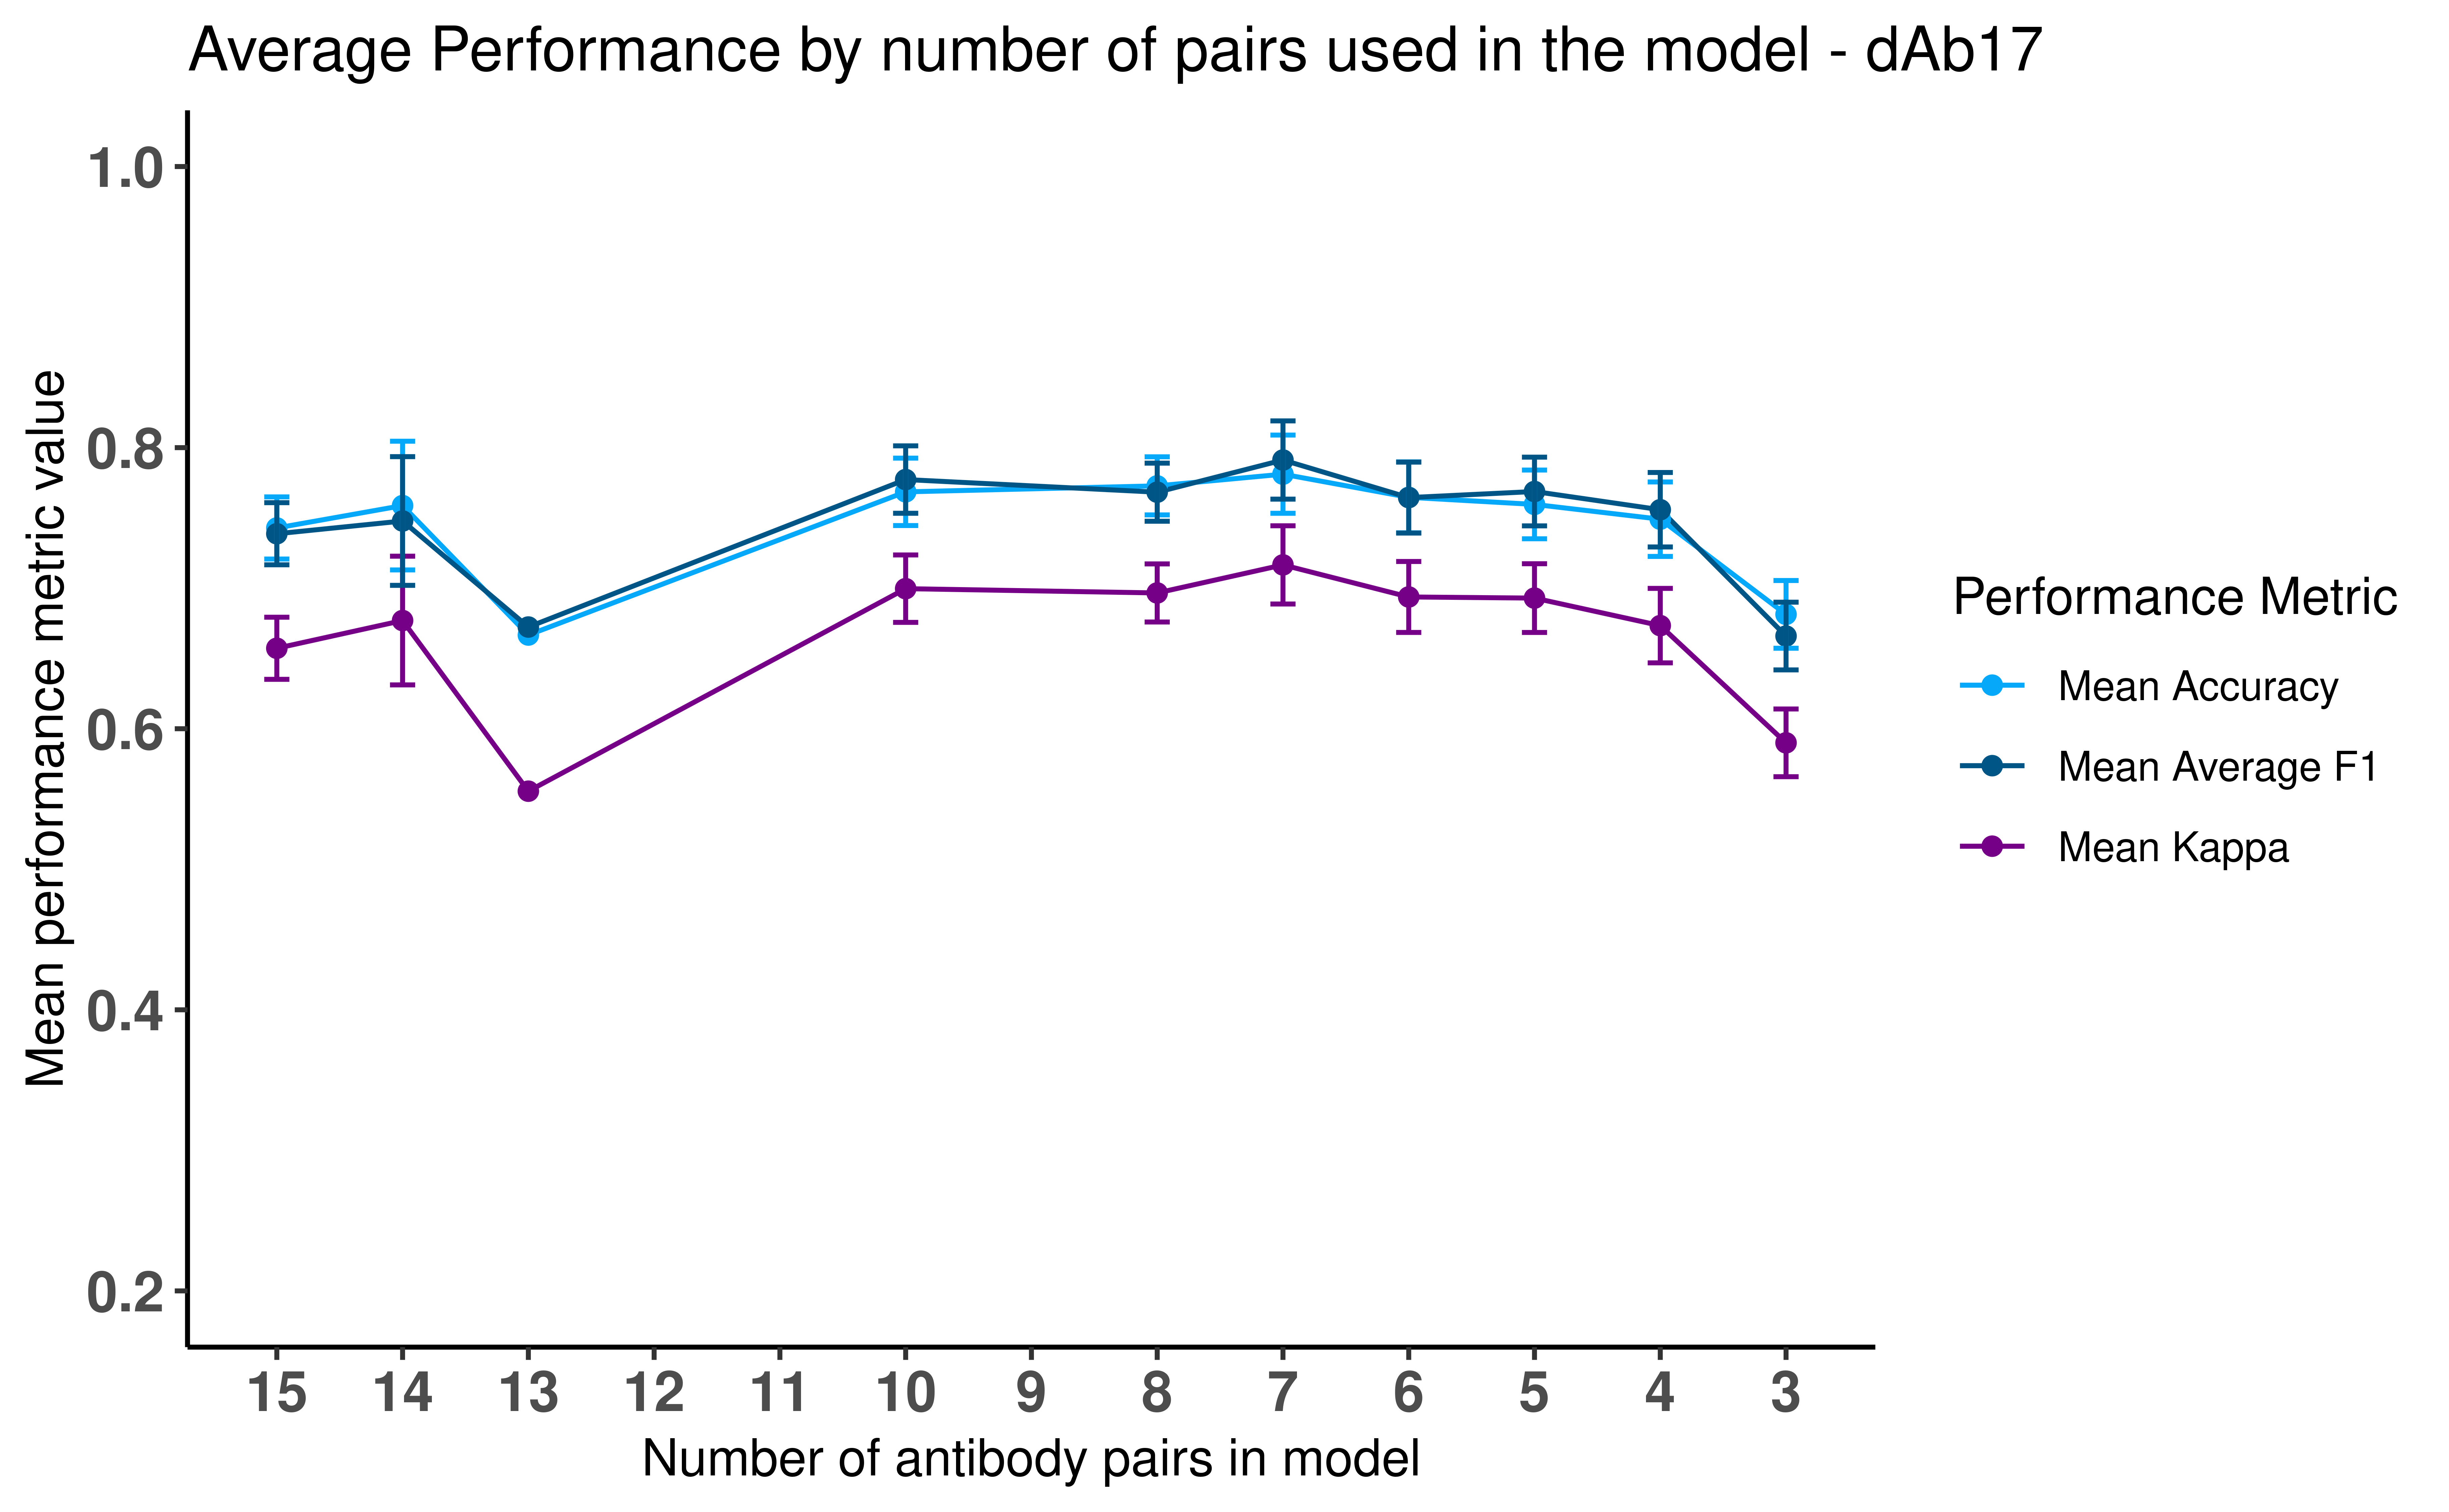 Average Performance by number of pairs used in the model - dAb17
Mean performance metric value
1.0
0.8
0.6
0.4
0.2
15 14 13 12 11 10 9 8 7 6 5 4 3
Number of antibody pairs in model
Performance Metric
Mean Accuracy
Mean Average F1
Mean Kappa